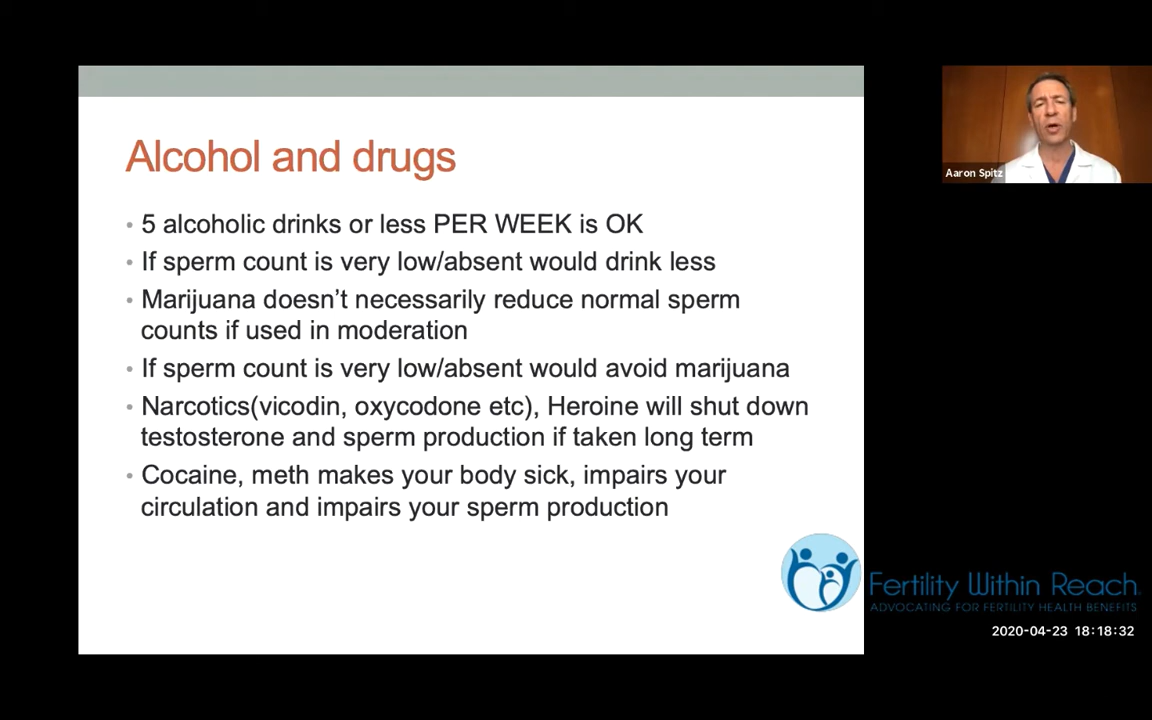 Alcohol and drugs
• 5 alcoholic drinks or less PER WEEK is OK
• If sperm count is very low/absent would drink less
• Marijuana doesn’t necessarily reduce normal sperm
counts if used in moderation
• If sperm count is very low/absent would avoid marijuana
• Narcotics(vicodin, oxycodone etc), Heroine will shut down
testosterone and sperm production if taken long term
• Cocaine, meth makes your body sick, impairs your
circulation and impairs your sperm production
Aaron Spitz
Fertility Within Reach
ADVOCATING FOR FERTILITY HEALTH BENEFITS
2020-04-23 18:18:32